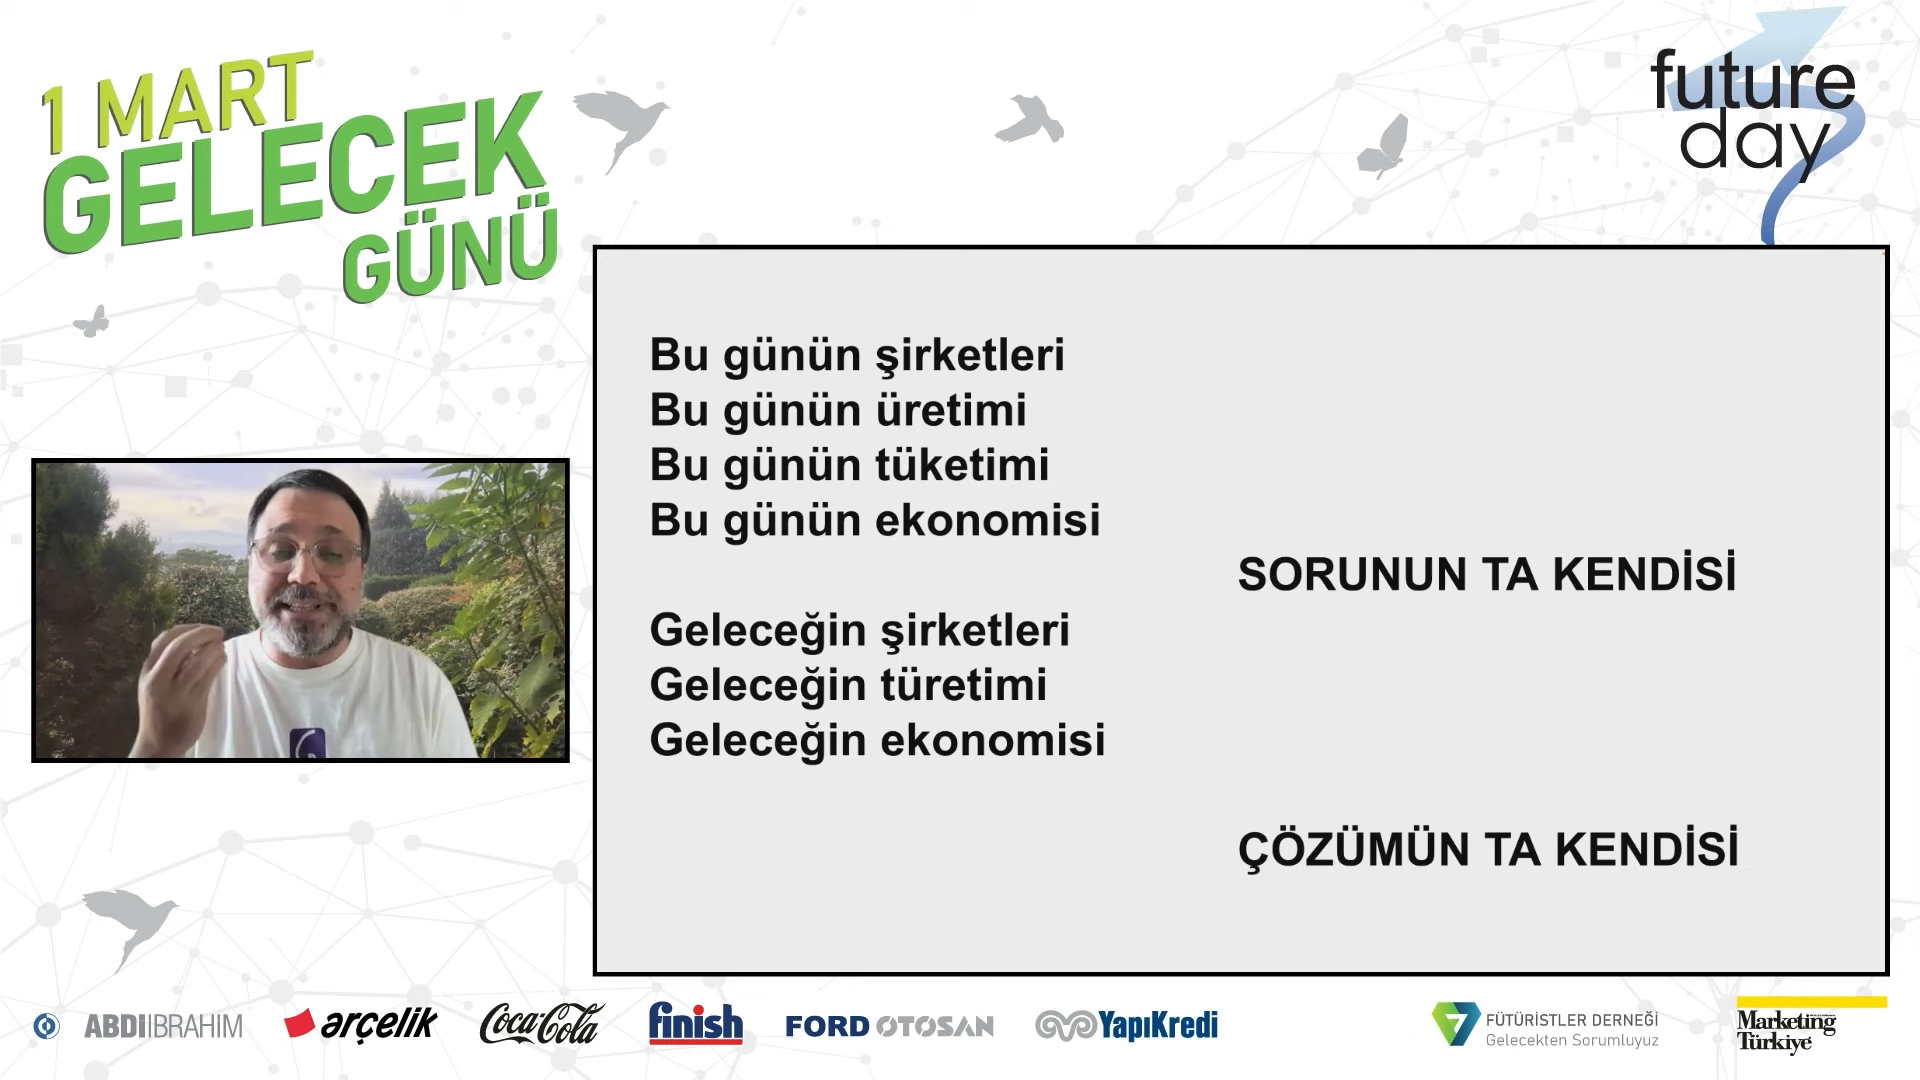 1 MART
GELECEK
GÜNÜ
future
day
Bu günün şirketleri
Bu günün üretimi
Bu günün tüketimi
Bu günün ekonomisi
SORUNUN TA KENDİSİ
Geleceğin şirketleri
Geleceğin türetimi
Geleceğin ekonomisi
ÇÖZÜMÜN TA KENDİSİ
ABDİİBRAHİM
arçelik
Coca-Cola
finish
FORD OTOSAN
YapıKredi
FÜTÜRİSTLER DERNEĞİ
Gelecekten Sorumluyuz
Marketing
Türkiye